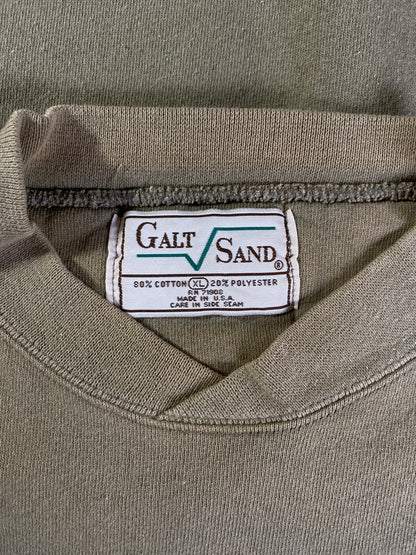 GALT SAND®
80% COTTON XL 20% POLYESTER
RN 71908
MADE IN U.S.A.
CARE IN SIDE SEAM